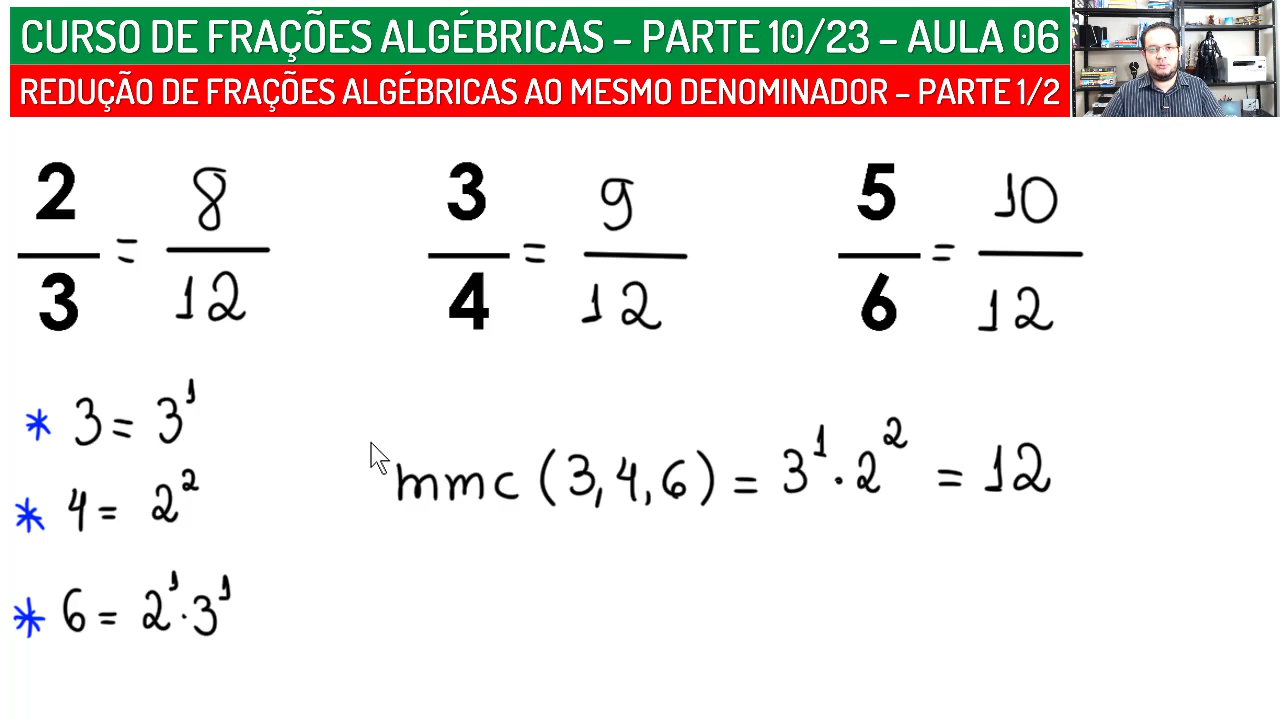 CURSO DE FRAÇÕES ALGÉBRICAS – PARTE 10/23 – AULA 06
REDUÇÃO DE FRAÇÕES ALGÉBRICAS AO MESMO DENOMINADOR – PARTE 1/2
2/3 = 8/12
3/4 = 9/12
5/6 = 10/12
* 3 = 3¹
* 4 = 2²
* 6 = 2¹·3¹
mmc (3,4,6) = 3¹·2² = 12